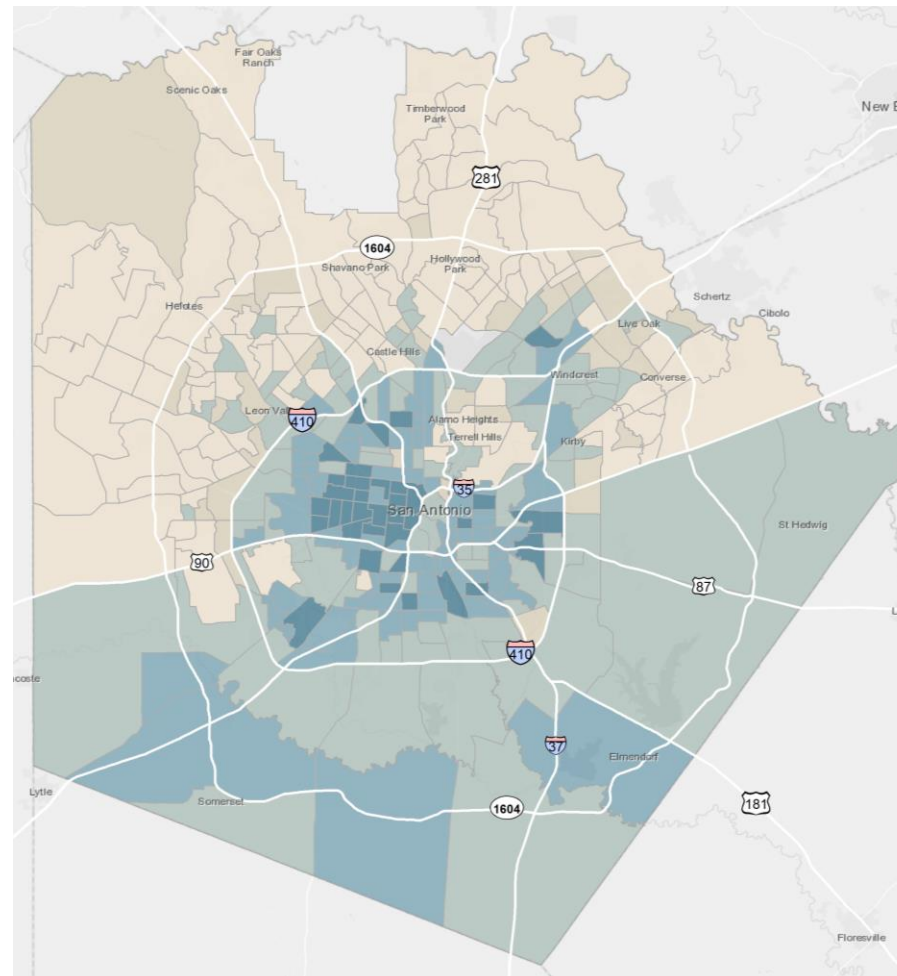 Fair Oaks
Ranch
Scenic Oaks
Timberwood
Park
New B
281
1604
Hollywood
Park
Shavano Park
Schertz
Helotes
Cibolo
Live Oak
Castle Hills
Windcrest
Converse
Leon Vall
410
Alamo Heights
Terrell Hills
Kirby
35
San Antonio
St Hedwig
90
87
410
coste
37
Elmendorf
Lytle
Somerset
1604
181
Floresville